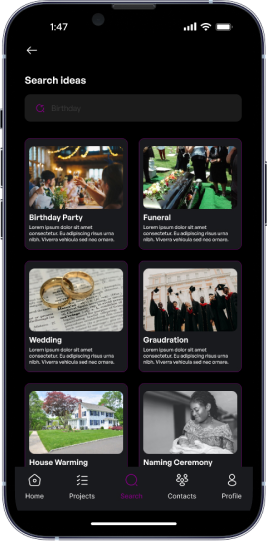 1:47
Search ideas
Birthday
Birthday Party
Lorem ipsum dolor sit amet
consectetur. Eu adipiscing risus urna
nibh. Viverra vehicula sed nec ornare.
Funeral
Lorem ipsum dolor sit amet
consectetur. Eu adipiscing risus urna
nibh. Viverra vehicula sed nec ornare.
Wedding
Lorem ipsum dolor sit amet
consectetur. Eu adipiscing risus urna
nibh. Viverra vehicula sed nec ornare.
Graudration
Lorem ipsum dolor sit amet
consectetur. Eu adipiscing risus urna
nibh. Viverra vehicula sed nec ornare.
House Warming
Naming Ceremony
Home
Projects
Search
Contacts
Profile